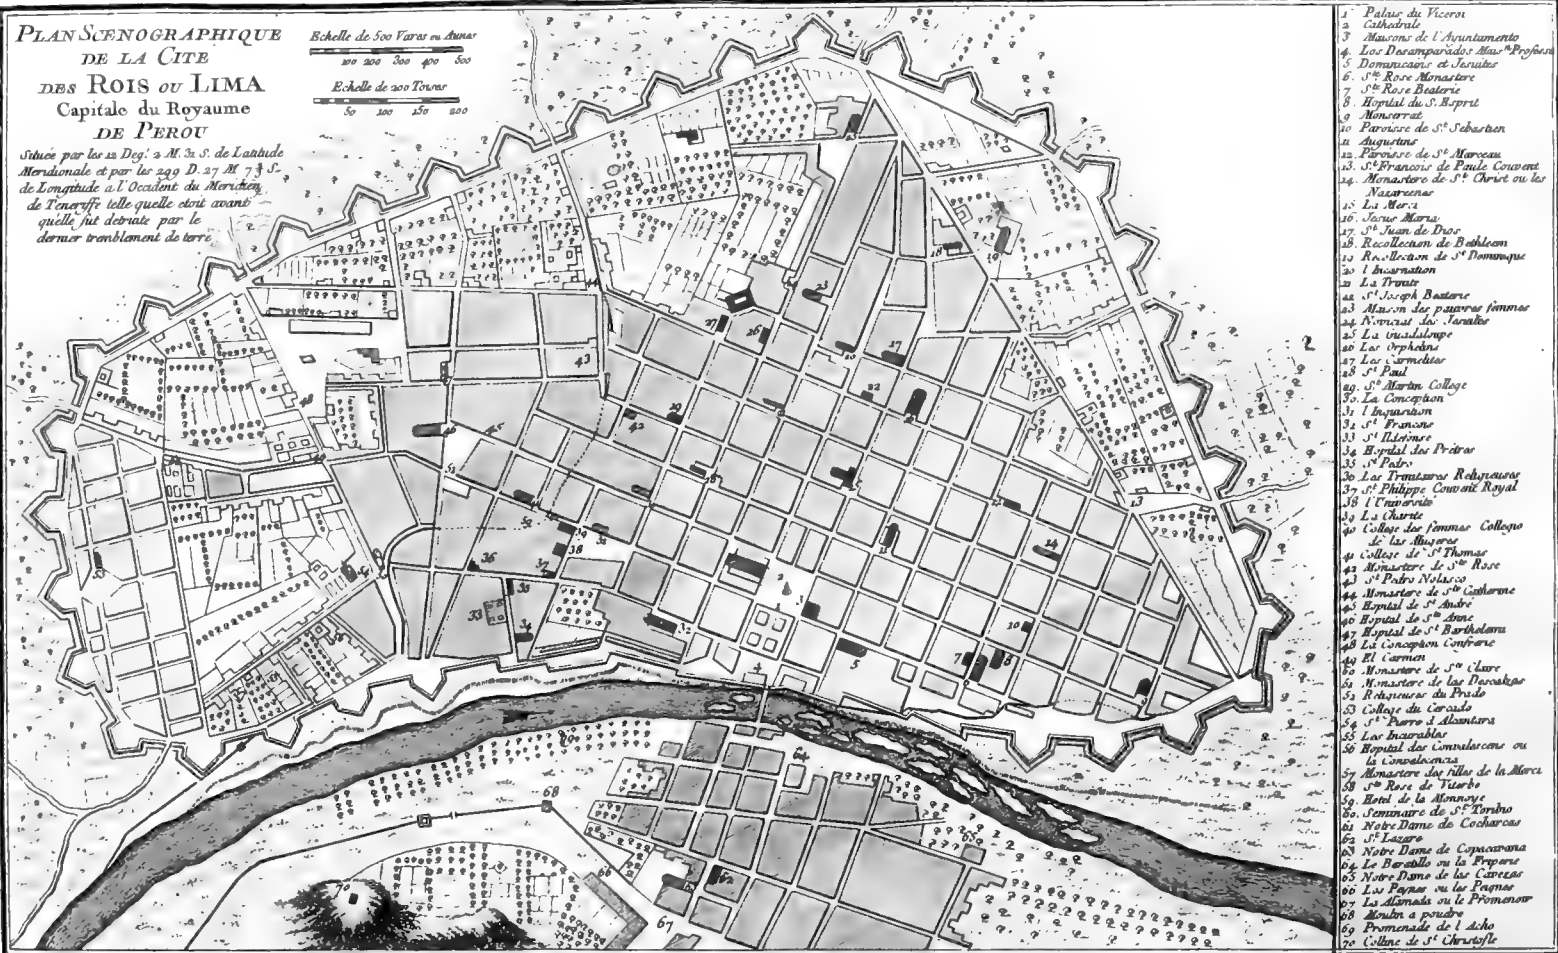 PLAN SCENOGRAPHIQUE
DE LA CITE
DES ROIS OU LIMA
Capitale du Royaume
DE PEROU
Située par les 12 Deg. 2 M. 31 S. de Latitude
Meridionale et par les 299 D. 27 M 7 S.
de Longitude a l'Occident du Meridien
de Teneriffe telle quelle etoit avant
quelle fut detruite par le
dernier tremblement de terre
Echelle de 500 Varas ou Aunes
100 200 300 400 500
Echelle de 200 Toises
50 100 150 200
1 Palais du Viceroi
2 Cathedrale
3 Maisons de l'Ayuntamento
4. Los Desamparados Mais.n Professe
5 Dominicains et Jesuites
6. Ste Rose Monastere
7 Ste Rose Beaterie
8. Hopital du S. Esprit
9 Monserrat
10 Paroisse de St Sebastien
11 Augustins
12. Paroisse de St Marceau
13. St Francois de Paule Couvent
14. Monastere de St Christ ou les
Nazareenes
15 La Merci
16. Jesus Maria
17. St Juan de Dios
18. Recollection de Bethleem
19 Recollection de St Dominique
20 l'Incarnation
21 La Trinite
22 St Joseph Beaterie
23 Maison des pauvres femmes
24 Noviciat des Jesuites
25 La Guadaloupe
26 Les Orphelins
27 Les Carmelites
28 St Paul
29. St Martin College
30. La Conception
31 l'Inquisition
32 St Francois
33 St Ildefonse
34 Hopital des Prêtres
35 St Pedro
36 Las Trinitaires Religieuses
37 St Philippe Couvent Royal
38 l'Université
39 La Charite
40 College des femmes Collegio
de las Mugeres
41 College de St Thomas
42 Monastere de Ste Rose
43 St Pedro Nolasco
44 Monastere de Ste Catherine
45 Hopital de St André
46 Hopital de Ste Anne
47 Hopital de St Barthelemi
48 La Conception Confrerie
49 El Carmen
50 Monastere de Ste Claire
51 Monastere de las Descalzas
52 Religieuses du Prado
53 College du Cercado
54 St Pierre d'Alcantara
55 Les Incurables
56 Hopital des Convalescens ou
la Convalecencia
57 Monastere des filles de la Merci
58 Ste Rose de Viterbo
59. Hotel de la Monnoye
60. Seminaire de St Toribio
61 Notre Dame de Cocharcas
62 St Lazare
63 Notre Dame de Copacavana
64 Le Baratillo ou la Friperie
65 Notre Dame de las Cavezas
66 Los Peynes ou les Peignes
67 La Alameda ou le Promenoir
68 Moulin a poudre
69 Promenade de l'Acho
70 Colline de St Christofle